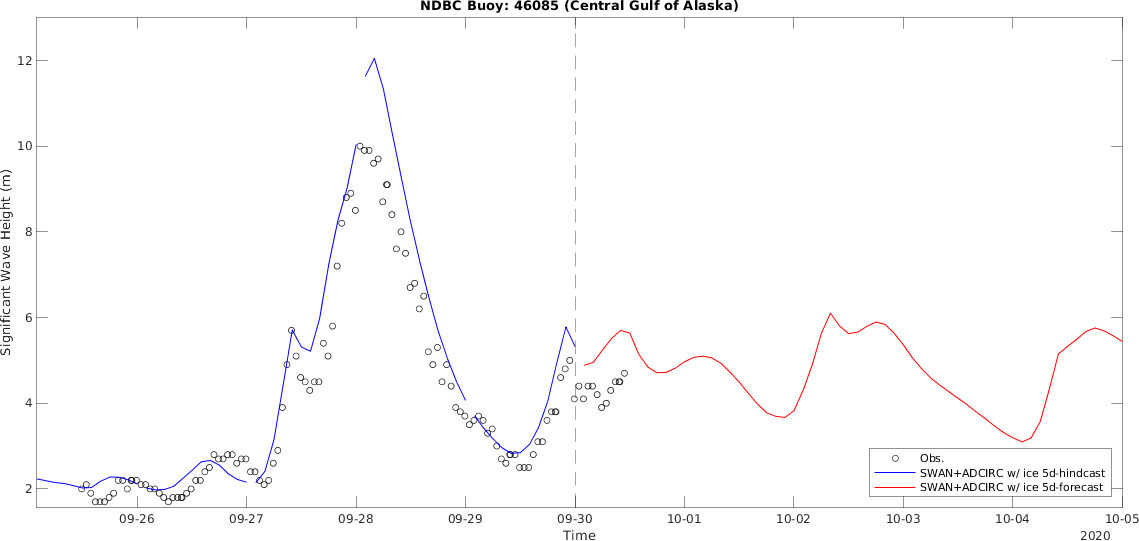 NDBC Buoy: 46085 (Central Gulf of Alaska)
Significant Wave Height (m)
12
10
8
6
4
2
Obs.
SWAN+ADCIRC w/ ice 5d-hindcast
SWAN+ADCIRC w/ ice 5d-forecast
09-26 09-27 09-28 09-29 09-30 10-01 10-02 10-03 10-04 10-05
Time
2020